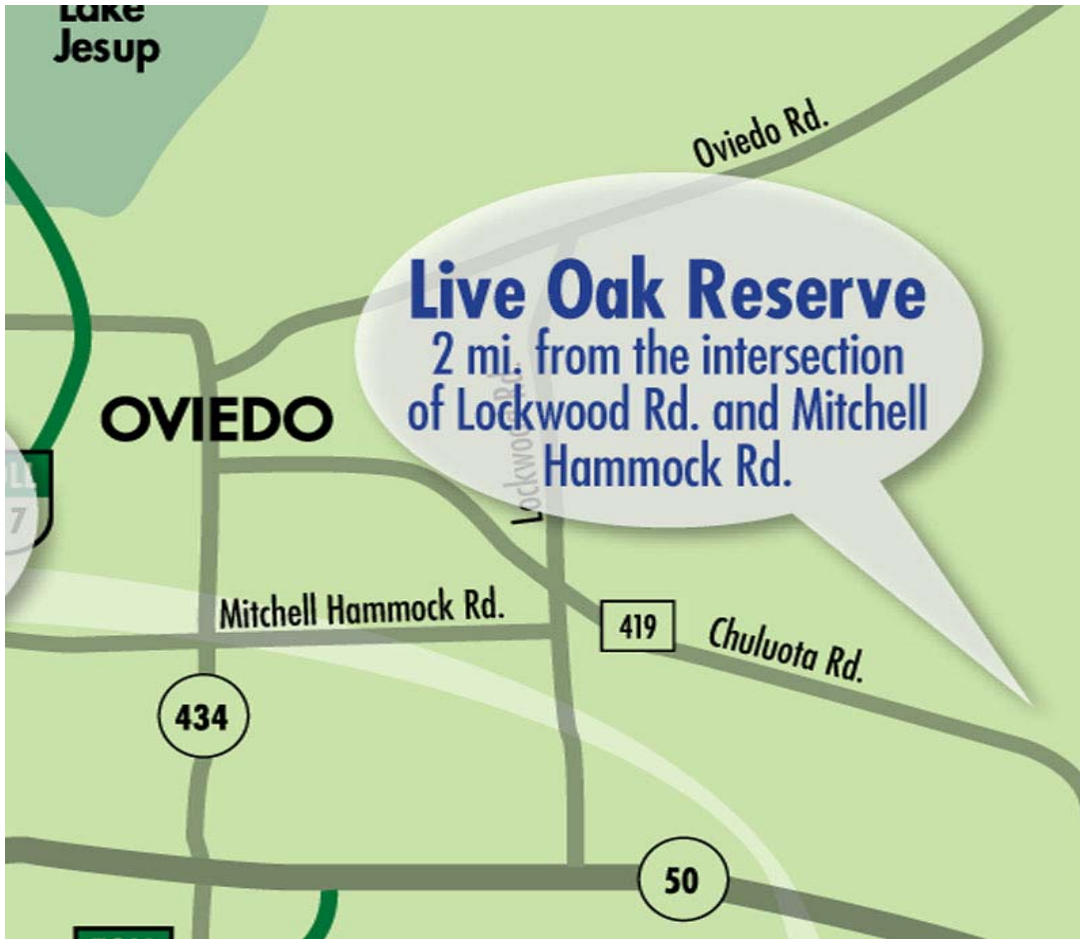 Lake
Jesup
Oviedo Rd.
Live Oak Reserve
2 mi. from the intersection
of Lockwood Rd. and Mitchell
Hammock Rd.
Lockwood Rd.
OVIEDO
7
Mitchell Hammock Rd.
419
Chuluota Rd.
434
50